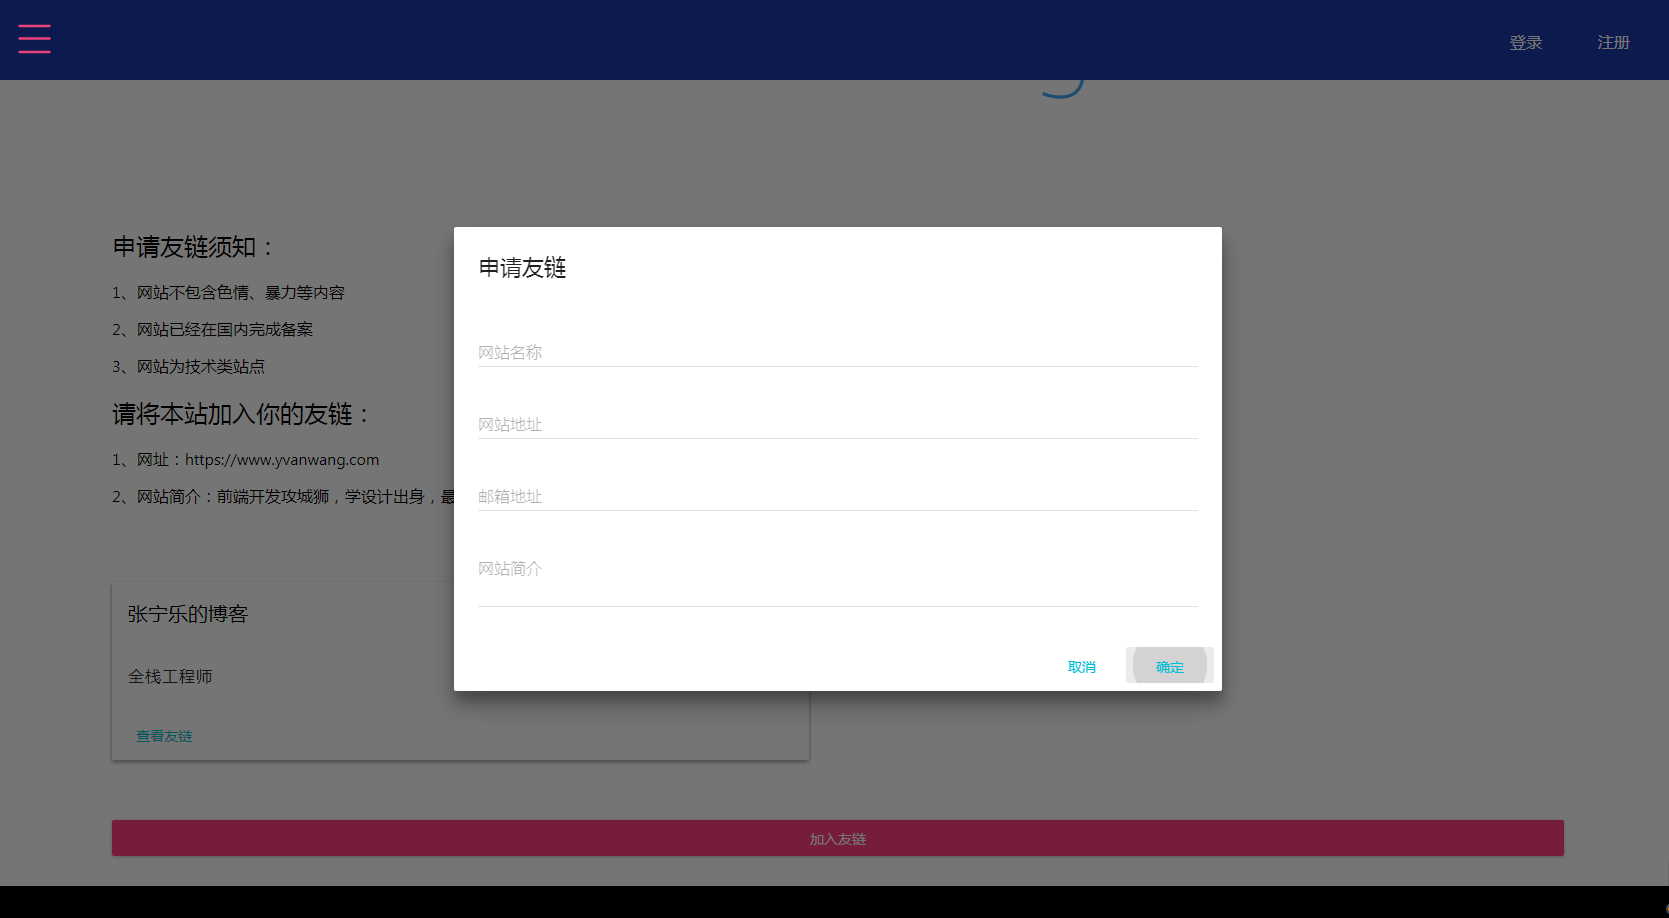 登录
注册
申请友链须知：
1、网站不包含色情、暴力等内容
2、网站已经在国内完成备案
3、网站为技术类站点
请将本站加入你的友链：
1、网址：https://www.yvanwang.com
2、网站简介：前端开发攻城狮，学设计出身，最
张宁乐的博客
全栈工程师
查看友链
申请友链
网站名称
网站地址
邮箱地址
网站简介
取消
确定
加入友链